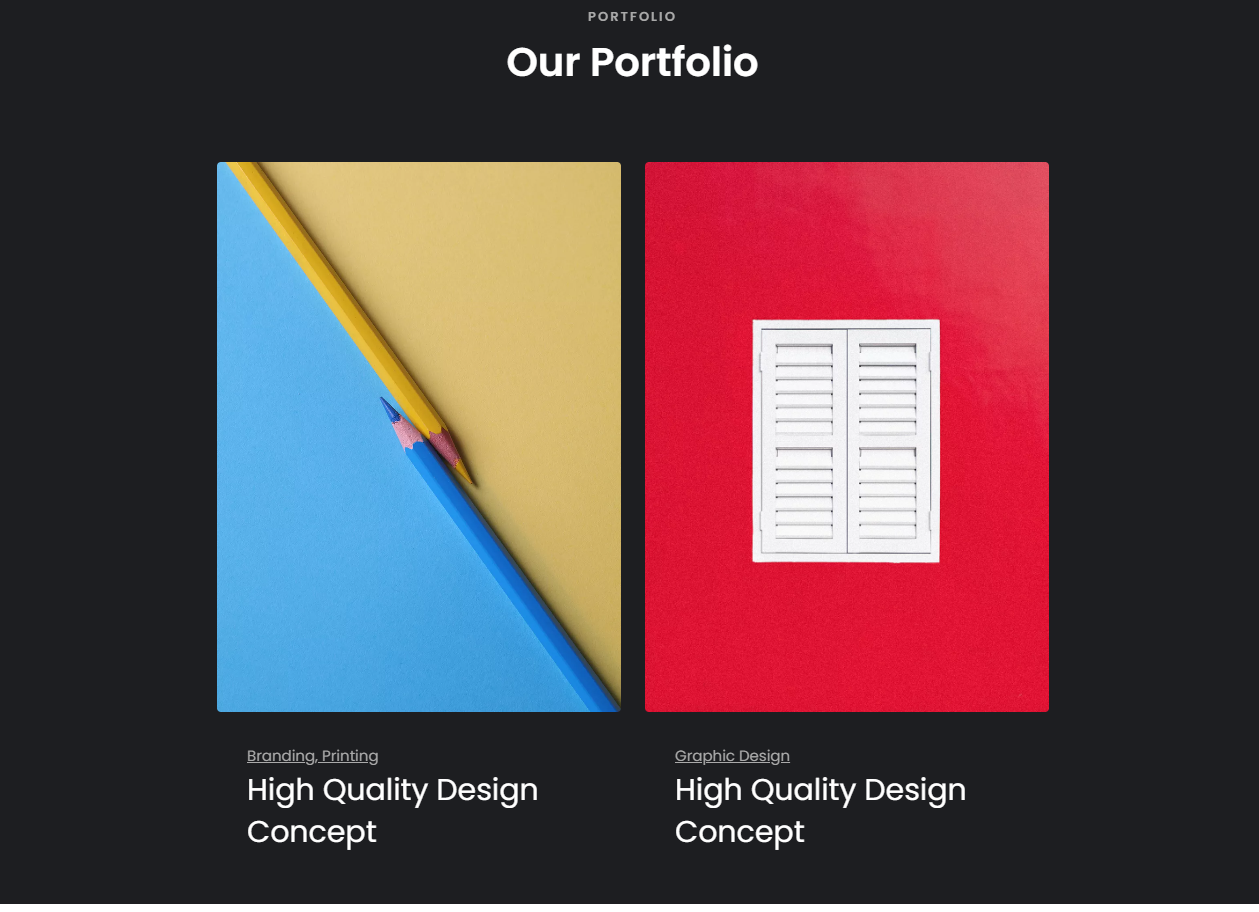 PORTFOLIO
Our Portfolio
Branding, Printing
High Quality Design
Concept
Graphic Design
High Quality Design
Concept